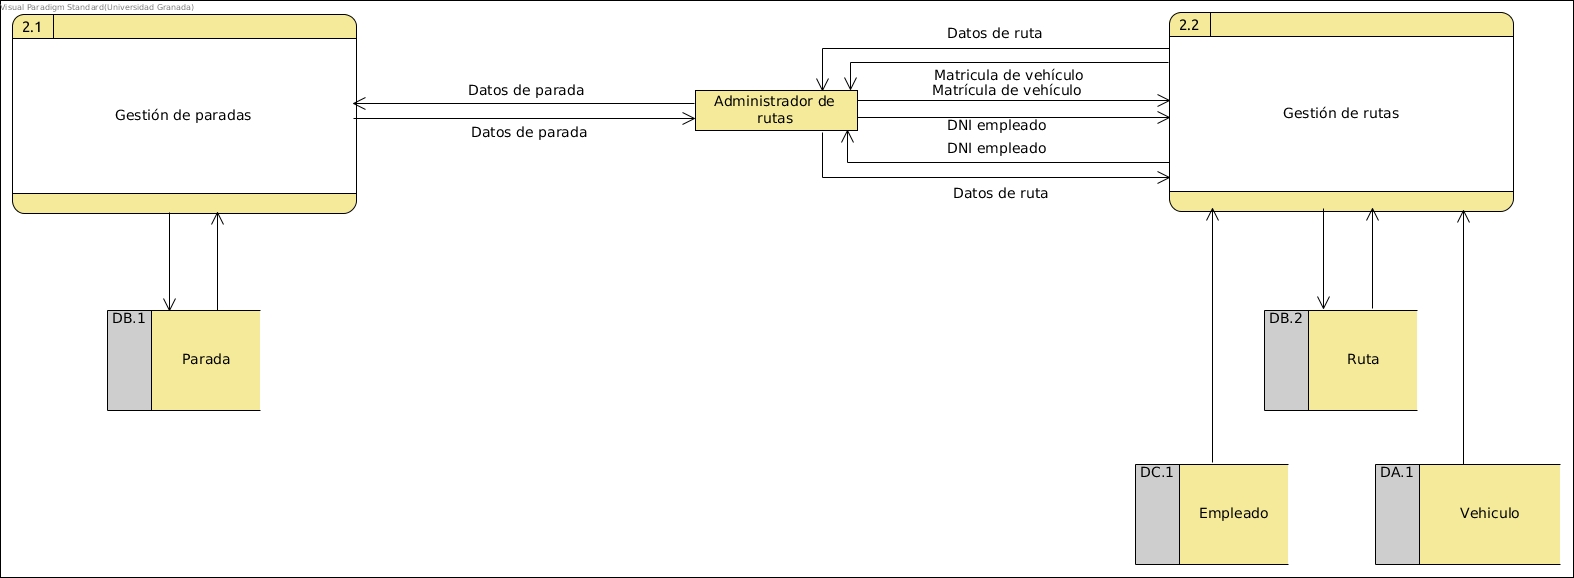 Visual Paradigm Standard(Universidad Granada)
2.1
2.2
Gestión de paradas
Datos de parada
Datos de parada
Administrador de
rutas
Datos de ruta
Matricula de vehículo
Matrícula de vehículo
DNI empleado
DNI empleado
Datos de ruta
Gestión de rutas
DB.1
Parada
DB.2
Ruta
DC.1
Empleado
DA.1
Vehiculo